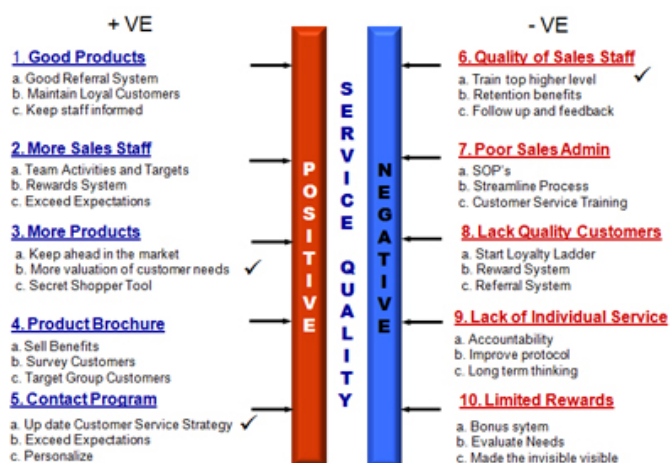 + VE
1. Good Products
a. Good Referral System
b. Maintain Loyal Customers
c. Keep staff informed
2. More Sales Staff
a. Team Activities and Targets
b. Rewards System
c. Exceed Expectations
3. More Products
a. Keep ahead in the market
b. More valuation of customer needs
c. Secret Shopper Tool
4. Product Brochure
a. Sell Benefits
b. Survey Customers
c. Target Group Customers
5. Contact Program
a. Up date Customer Service Strategy
b. Exceed Expectations
c. Personalize
POSITIVE
SERVICE QUALITY
NEGATIVE
- VE
6. Quality of Sales Staff
a. Train top higher level
b. Retention benefits
c. Follow up and feedback
7. Poor Sales Admin
a. SOP's
b. Streamline Process
c. Customer Service Training
8. Lack Quality Customers
a. Start Loyalty Ladder
b. Reward System
c. Referral System
9. Lack of Individual Service
a. Accountability
b. Improve protocol
c. Long term thinking
10. Limited Rewards
a. Bonus sytem
b. Evaluate Needs
c. Made the invisible visible